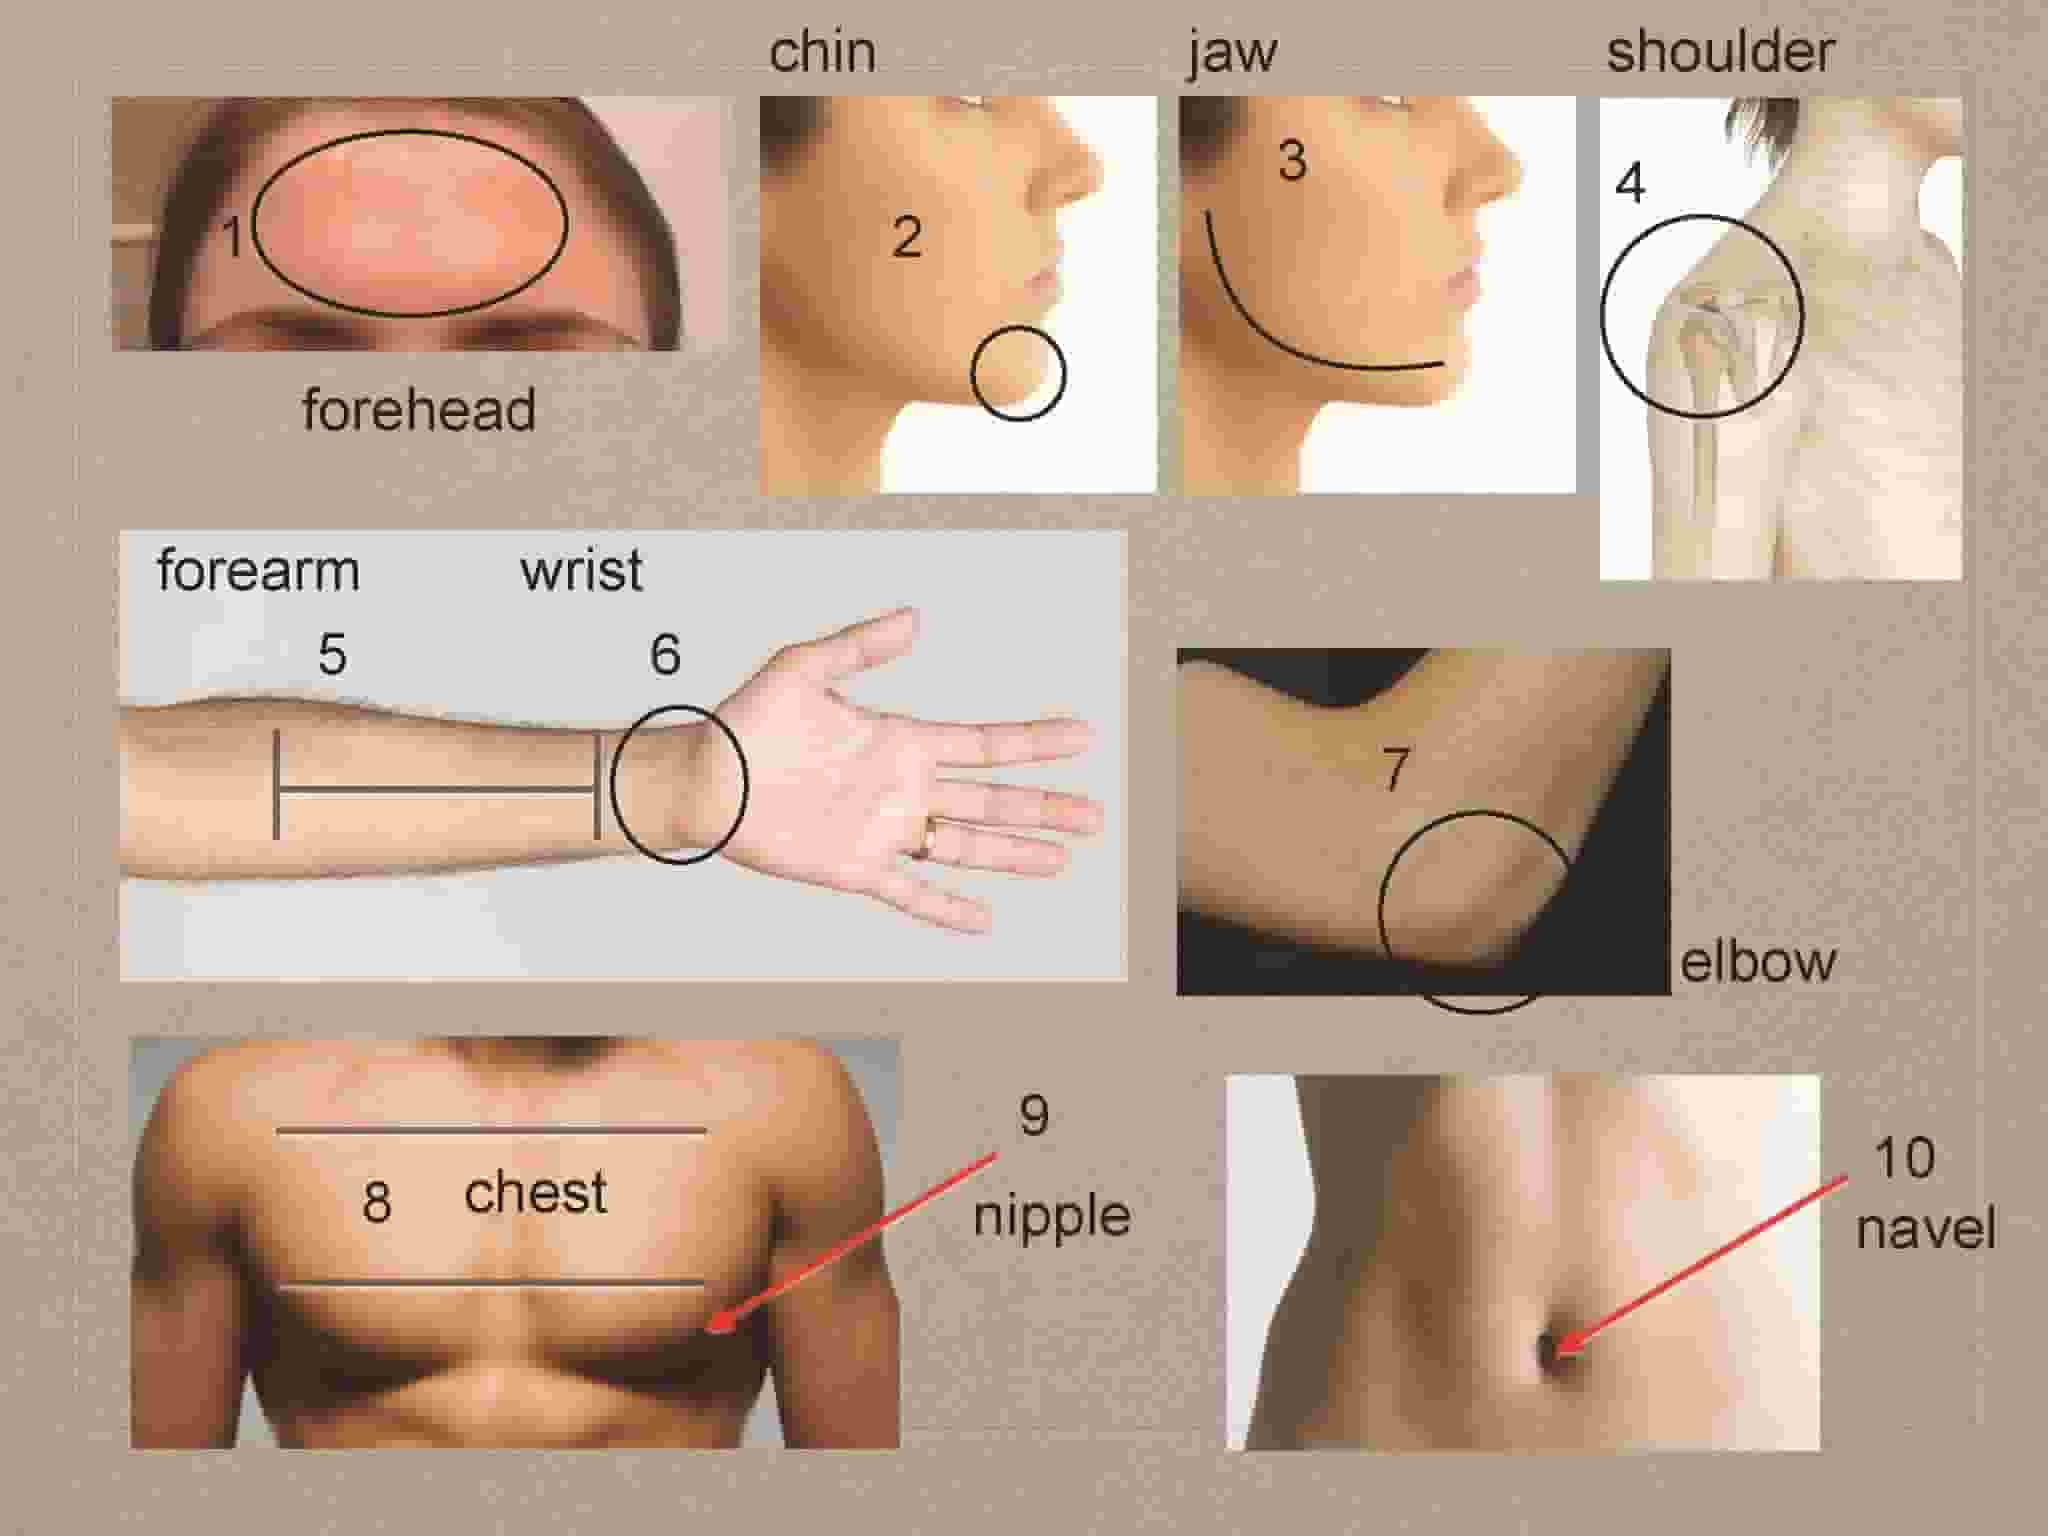 chin
jaw
shoulder
1
2
3
4
forehead
forearm
wrist
5
6
7
elbow
8
chest
9
nipple
10
navel